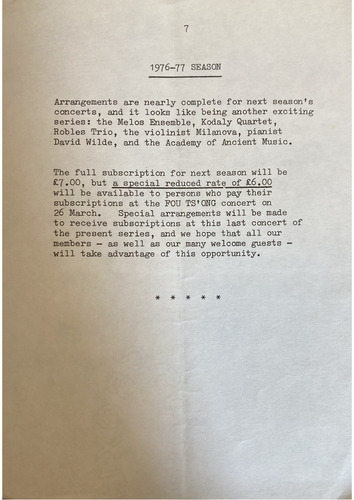 7
1976-77 SEASON
Arrangements are nearly complete for next season's
concerts, and it looks like being another exciting
series: the Melos Ensemble, Kodaly Quartet,
Robles Trio, the violinist Milanova, pianist
David Wilde, and the Academy of Ancient Music.
The full subscription for next season will be
£7.00, but a special reduced rate of £6.00
will be available to persons who pay their
subscriptions at the FOU TS'ONG concert on
26 March. Special arrangements will be made
to receive subscriptions at this last concert of
the present series, and we hope that all our
members - as well as our many welcome guests -
will take advantage of this opportunity.
* * * * *